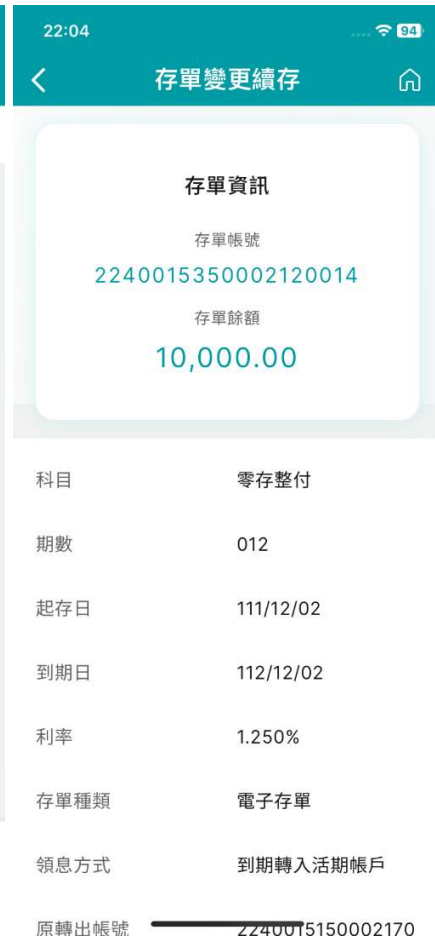 22:04
94
存單變更續存
存單資訊
存單帳號
2240015350002120014
存單餘額
10,000.00
科目 零存整付
期數 012
起存日 111/12/02
到期日 112/12/02
利率 1.250%
存單種類 電子存單
領息方式 到期轉入活期帳戶
原轉出帳號 2240015150002170